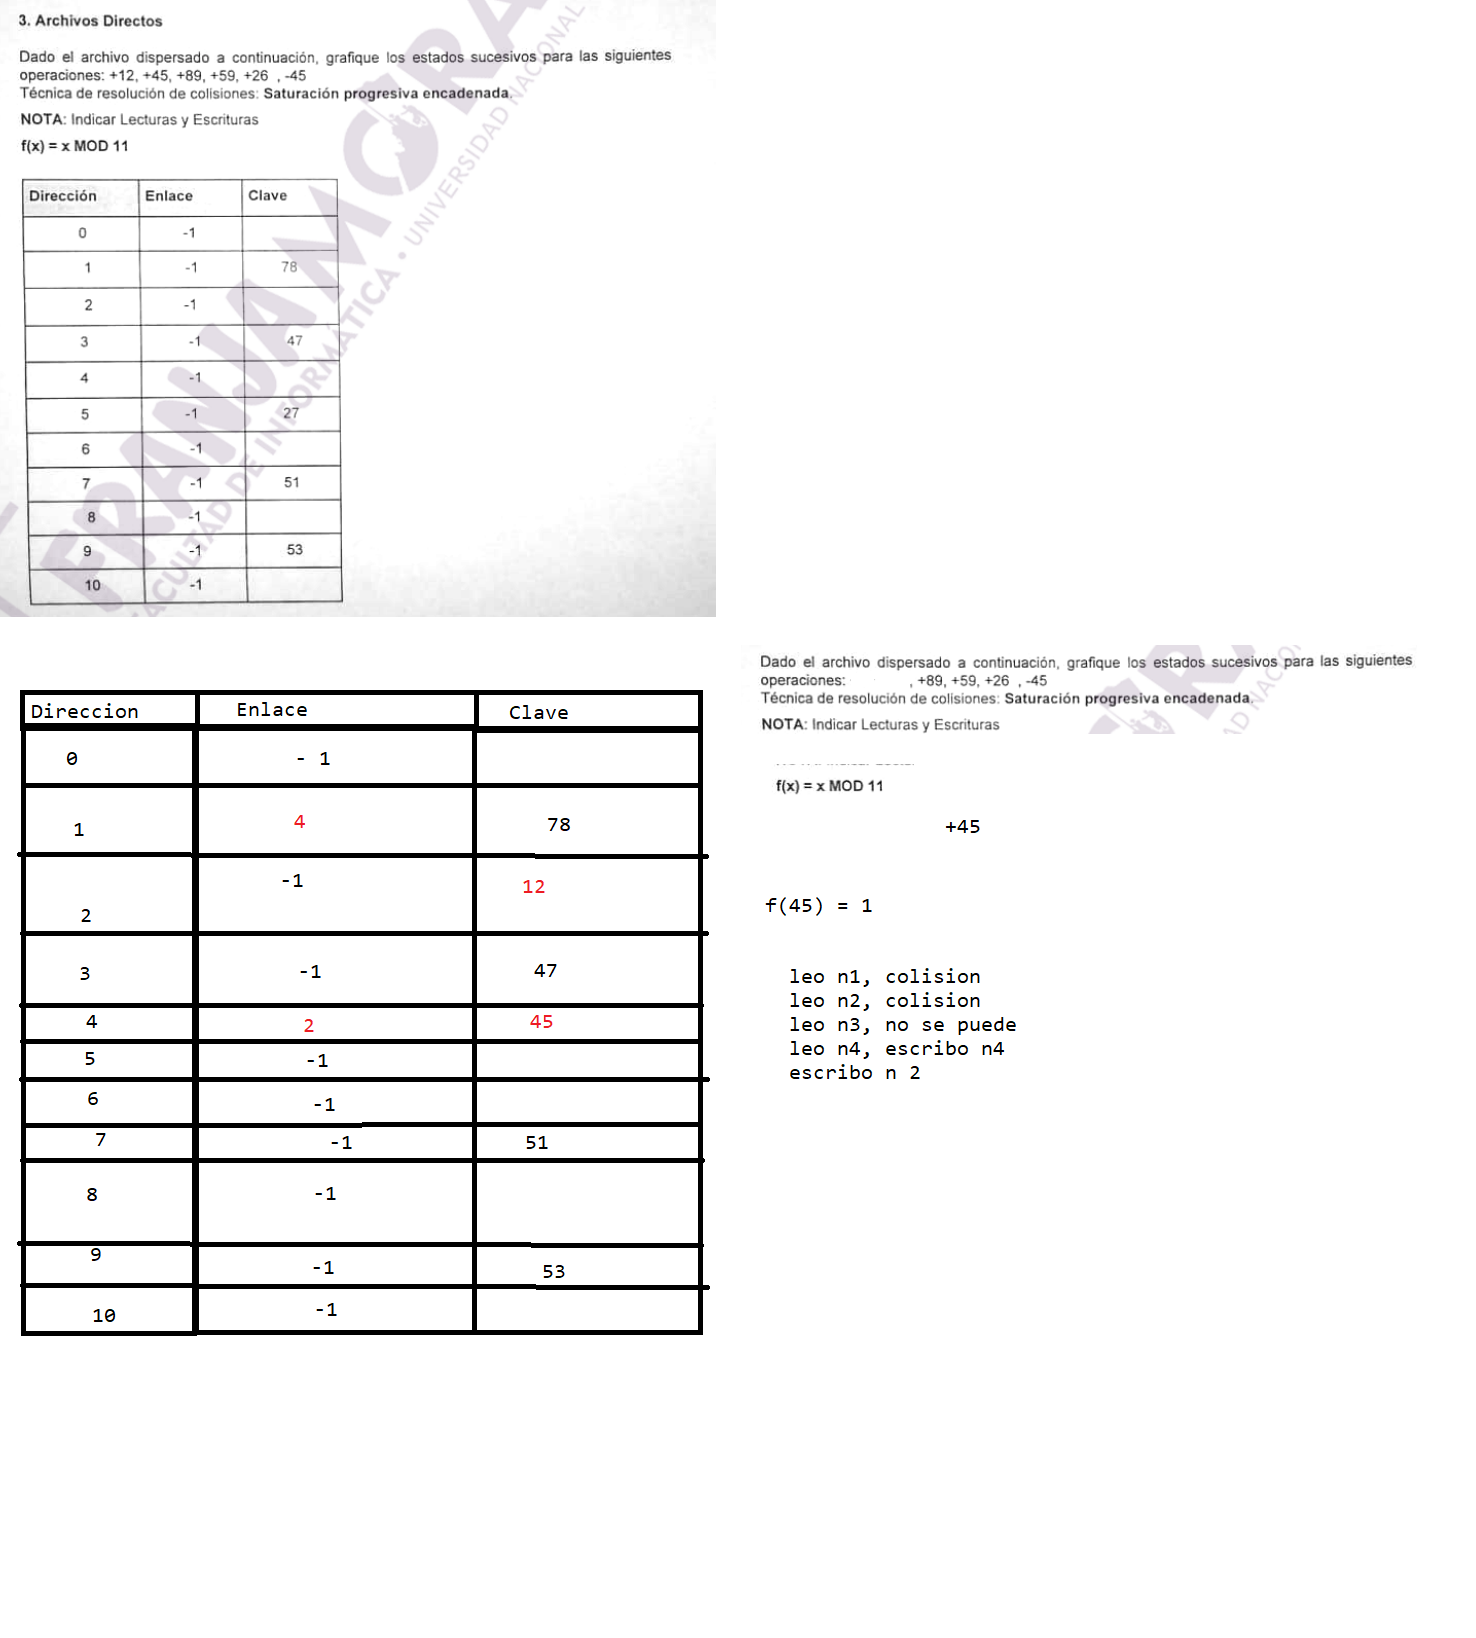 3. Archivos Directos
Dado el archivo dispersado a continuación, grafique los estados sucesivos para las siguientes
operaciones: +12, +45, +89, +59, +26 , -45
Técnica de resolución de colisiones: Saturación progresiva encadenada.
NOTA: Indicar Lecturas y Escrituras
f(x) = x MOD 11
Dirección Enlace Clave
0 -1
1 -1 78
2 -1
3 -1 47
4 -1
5 -1 27
6 -1
7 -1 51
8 -1
9 -1 53
10 -1
FRANJA MORA
FACULTAD DE INFORMÁTICA • UNIVERSIDAD NACIONAL
Direccion Enlace Clave
0 - 1
1 4 78
2 -1 12
3 -1 47
4 2 45
5 -1
6 -1
7 -1 51
8 -1
9 -1 53
10 -1
Dado el archivo dispersado a continuación, grafique los estados sucesivos para las siguientes
operaciones: , +89, +59, +26 , -45
Técnica de resolución de colisiones: Saturación progresiva encadenada.
NOTA: Indicar Lecturas y Escrituras
f(x) = x MOD 11
+45
f(45) = 1
leo n1, colision
leo n2, colision
leo n3, no se puede
leo n4, escribo n4
escribo n 2